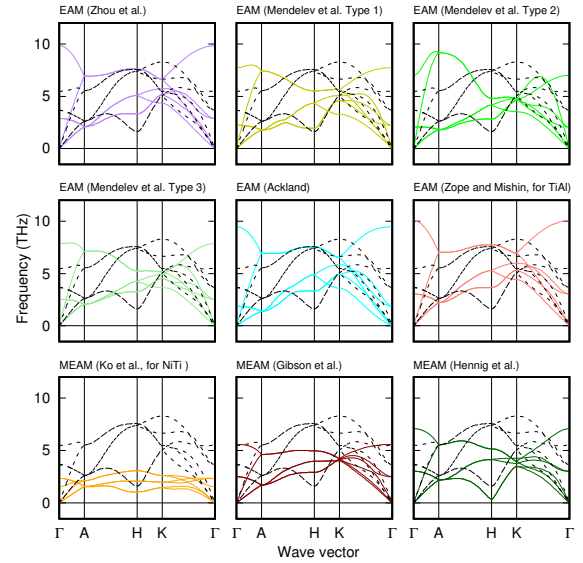 EAM (Zhou et al.)
EAM (Mendelev et al. Type 1)
EAM (Mendelev et al. Type 2)
10
5
0
EAM (Mendelev et al. Type 3)
EAM (Ackland)
EAM (Zope and Mishin, for TiAl)
10
5
0
Frequency (THz)
MEAM (Ko et al., for NiTi )
MEAM (Gibson et al.)
MEAM (Hennig et al.)
10
5
0
Γ A H K Γ A H K Γ A H K Γ
Wave vector